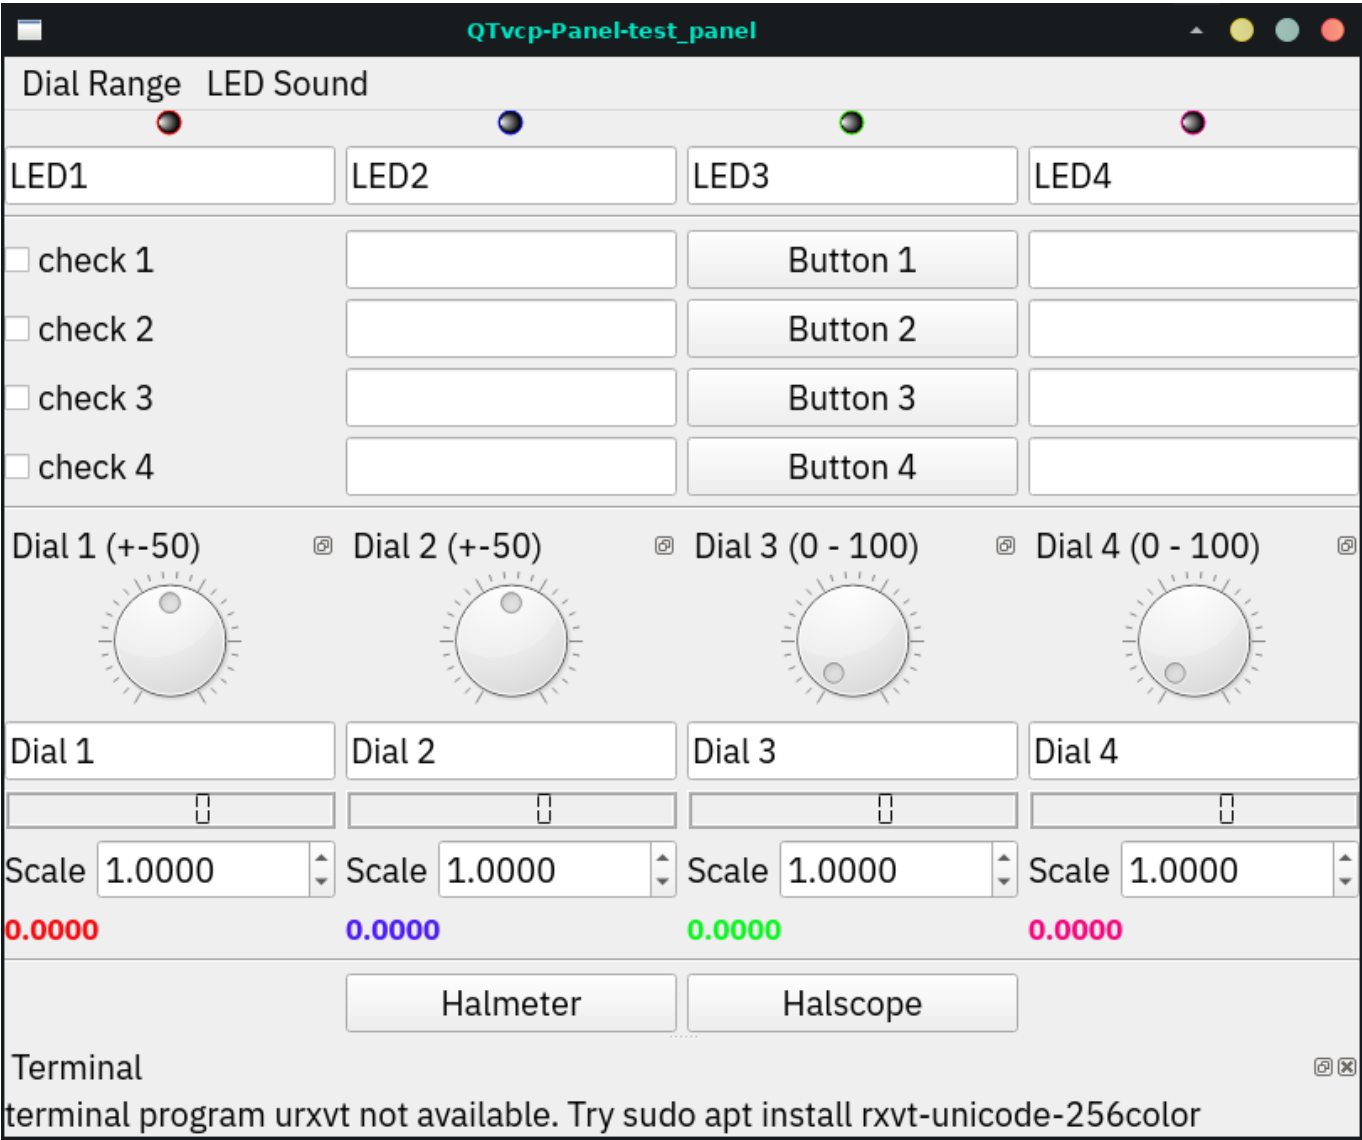 QTvcp-Panel-test_panel
Dial Range LED Sound
LED1 LED2 LED3 LED4
check 1 Button 1
check 2 Button 2
check 3 Button 3
check 4 Button 4
Dial 1 (+-50) Dial 2 (+-50) Dial 3 (0 - 100) Dial 4 (0 - 100)
Dial 1 Dial 2 Dial 3 Dial 4
0 0 0 0
Scale 1.0000 Scale 1.0000 Scale 1.0000 Scale 1.0000
0.0000 0.0000 0.0000 0.0000
Halmeter Halscope
Terminal
terminal program urxvt not available. Try sudo apt install rxvt-unicode-256color